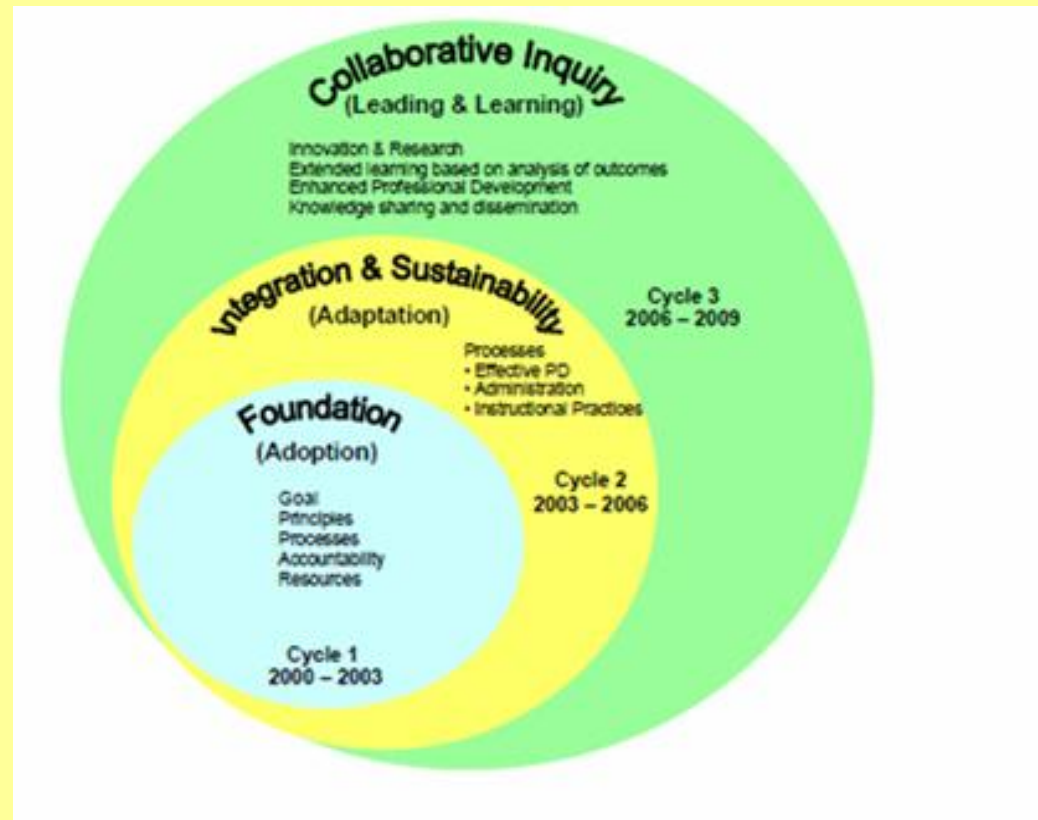 Collaborative Inquiry
(Leading & Learning)
Innovation & Research
Extended learning based on analysis of outcomes
Enhanced Professional Development
Knowledge sharing and dissemination
Integration & Sustainability
(Adaptation)
Cycle 3
2006 – 2009
Processes
• Effective PD
• Administration
• Instructional Practices
Foundation
(Adoption)
Cycle 2
2003 – 2006
Goal
Principles
Processes
Accountability
Resources
Cycle 1
2000 – 2003